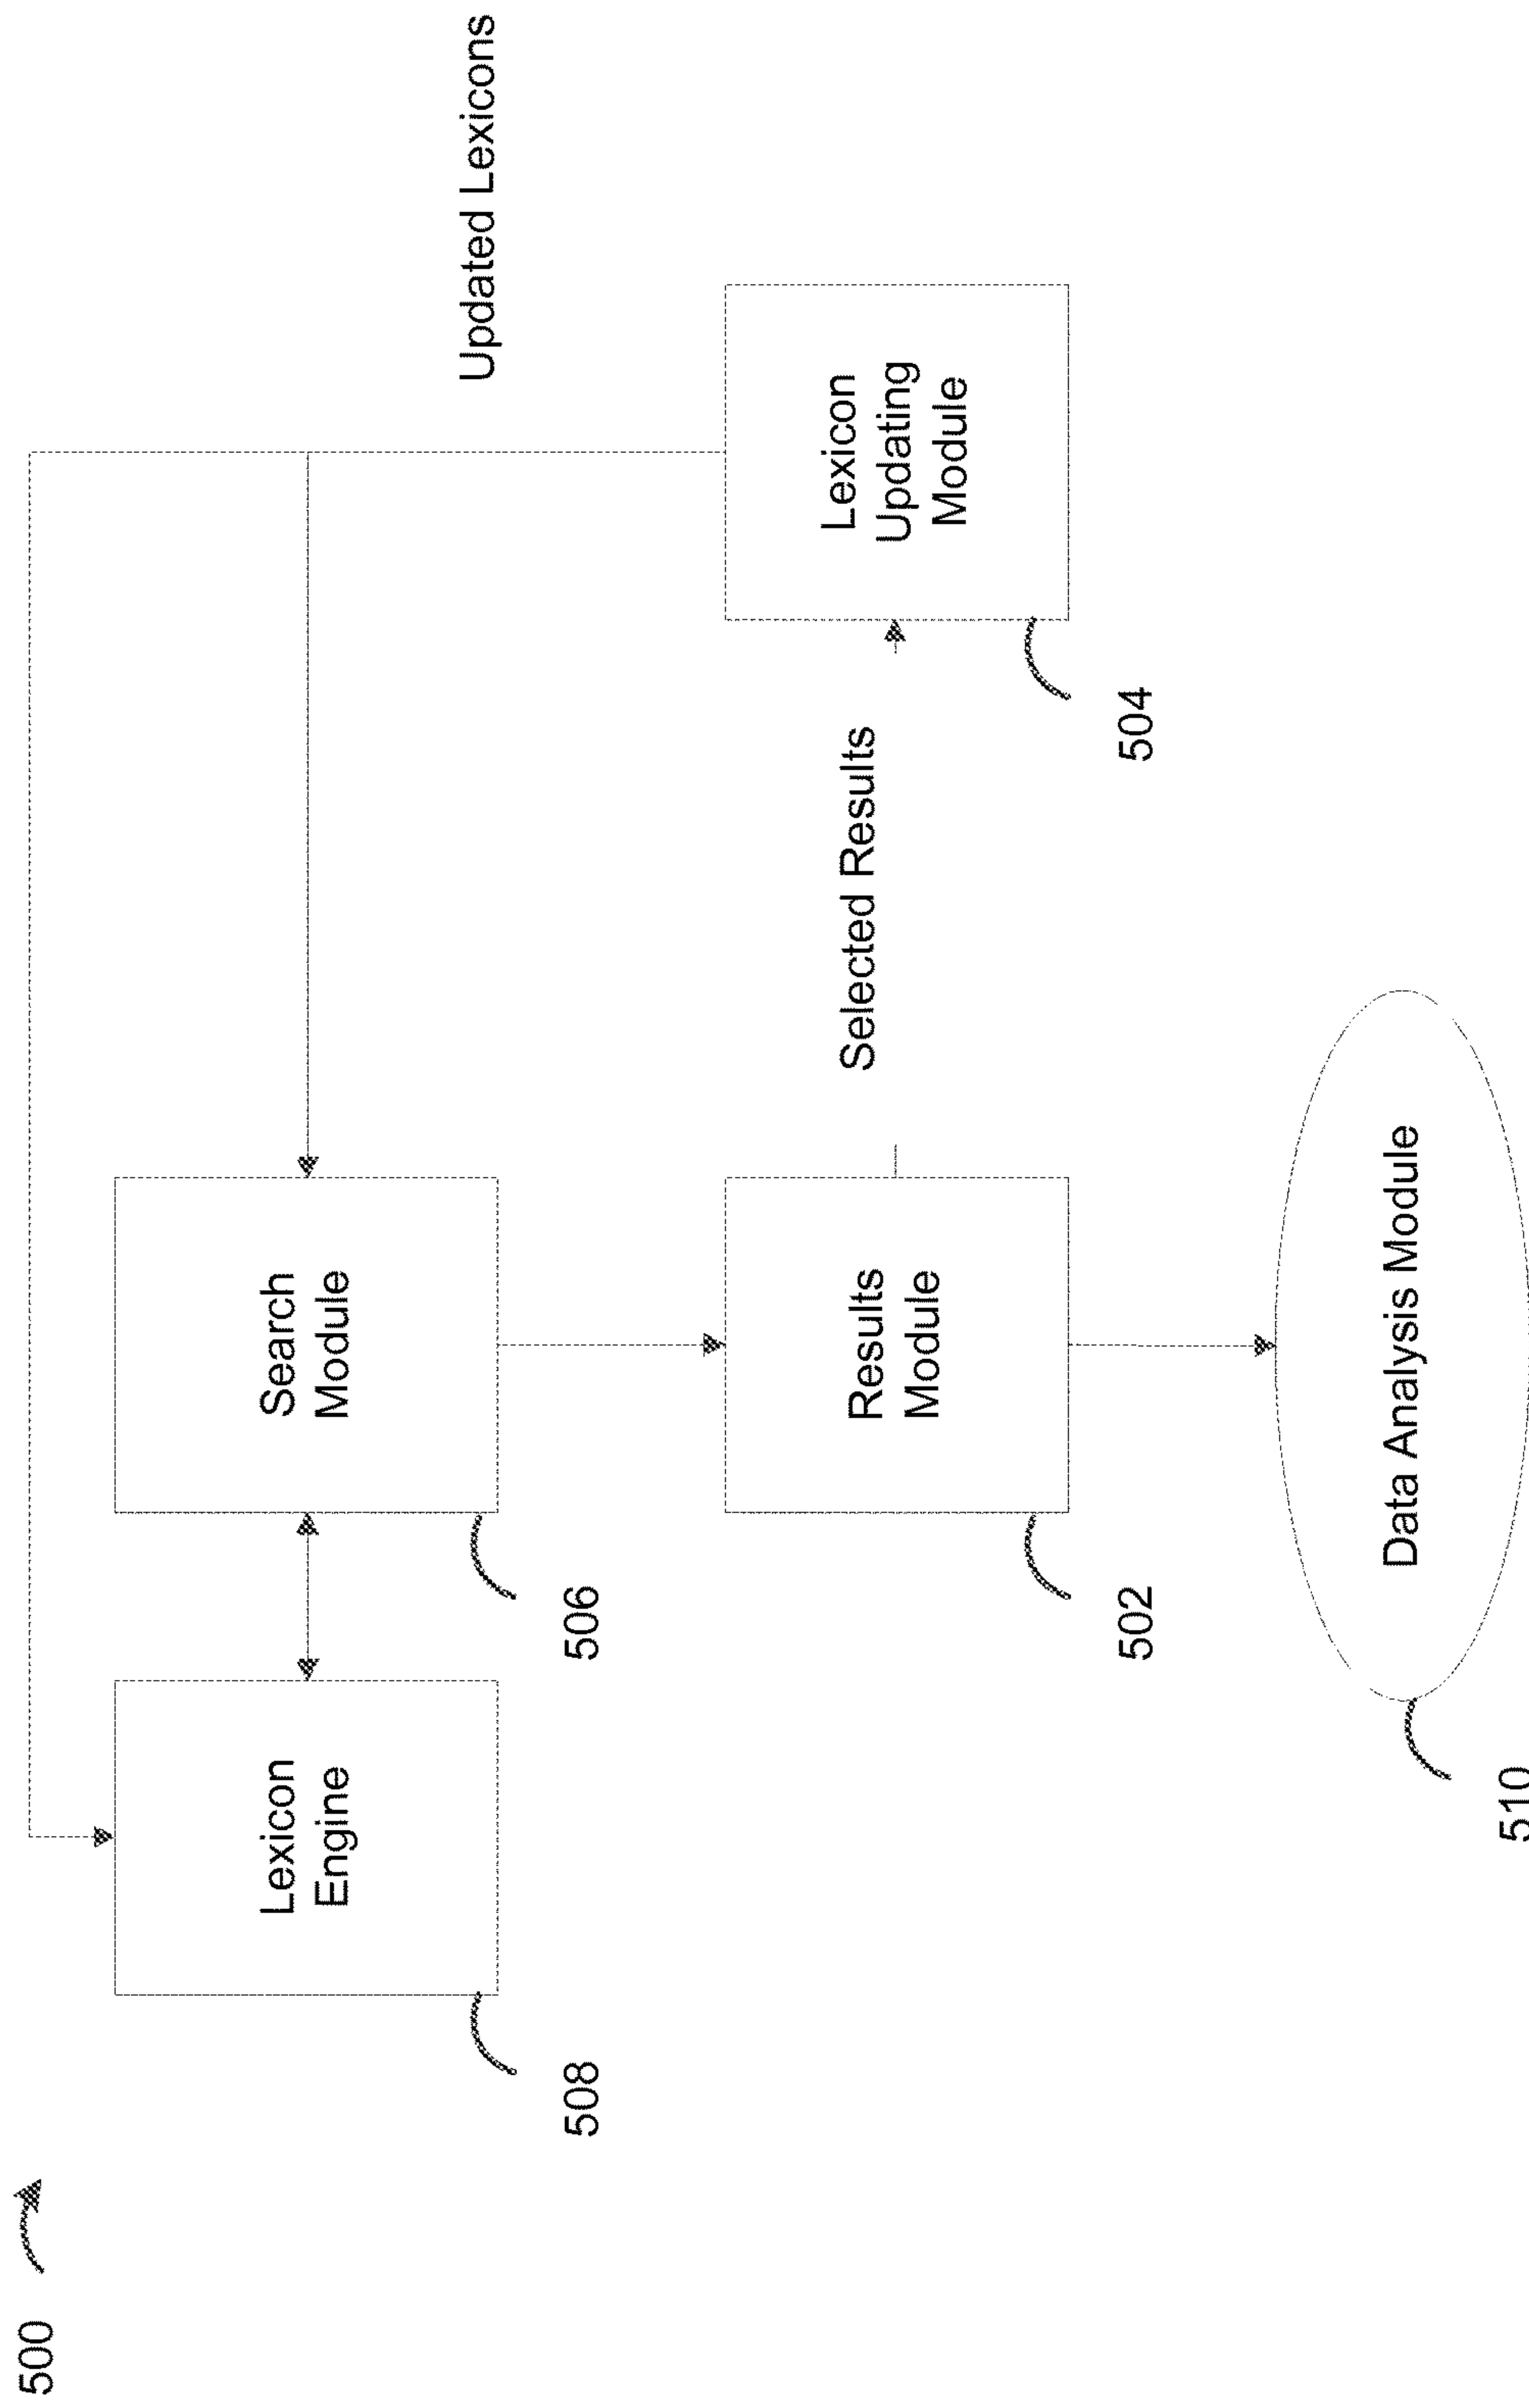 500
Updated Lexicons
Lexicon
Engine
508
Search
Module
506
Results
Module
502
Selected Results
Lexicon
Updating
Module
504
Data Analysis Module
510